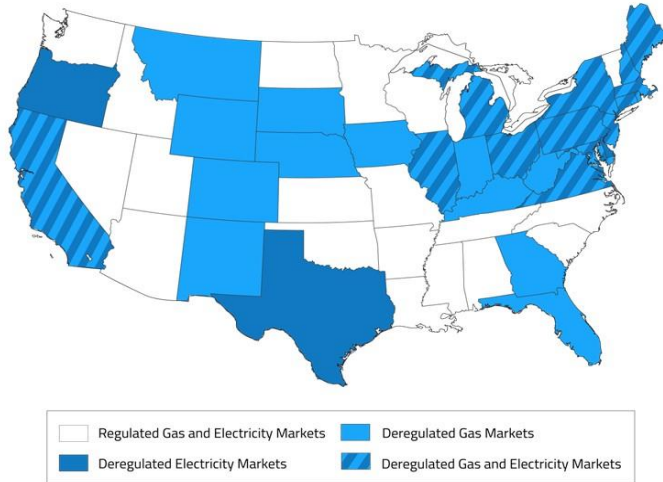 Regulated Gas and Electricity Markets
Deregulated Gas Markets
Deregulated Electricity Markets
Deregulated Gas and Electricity Markets